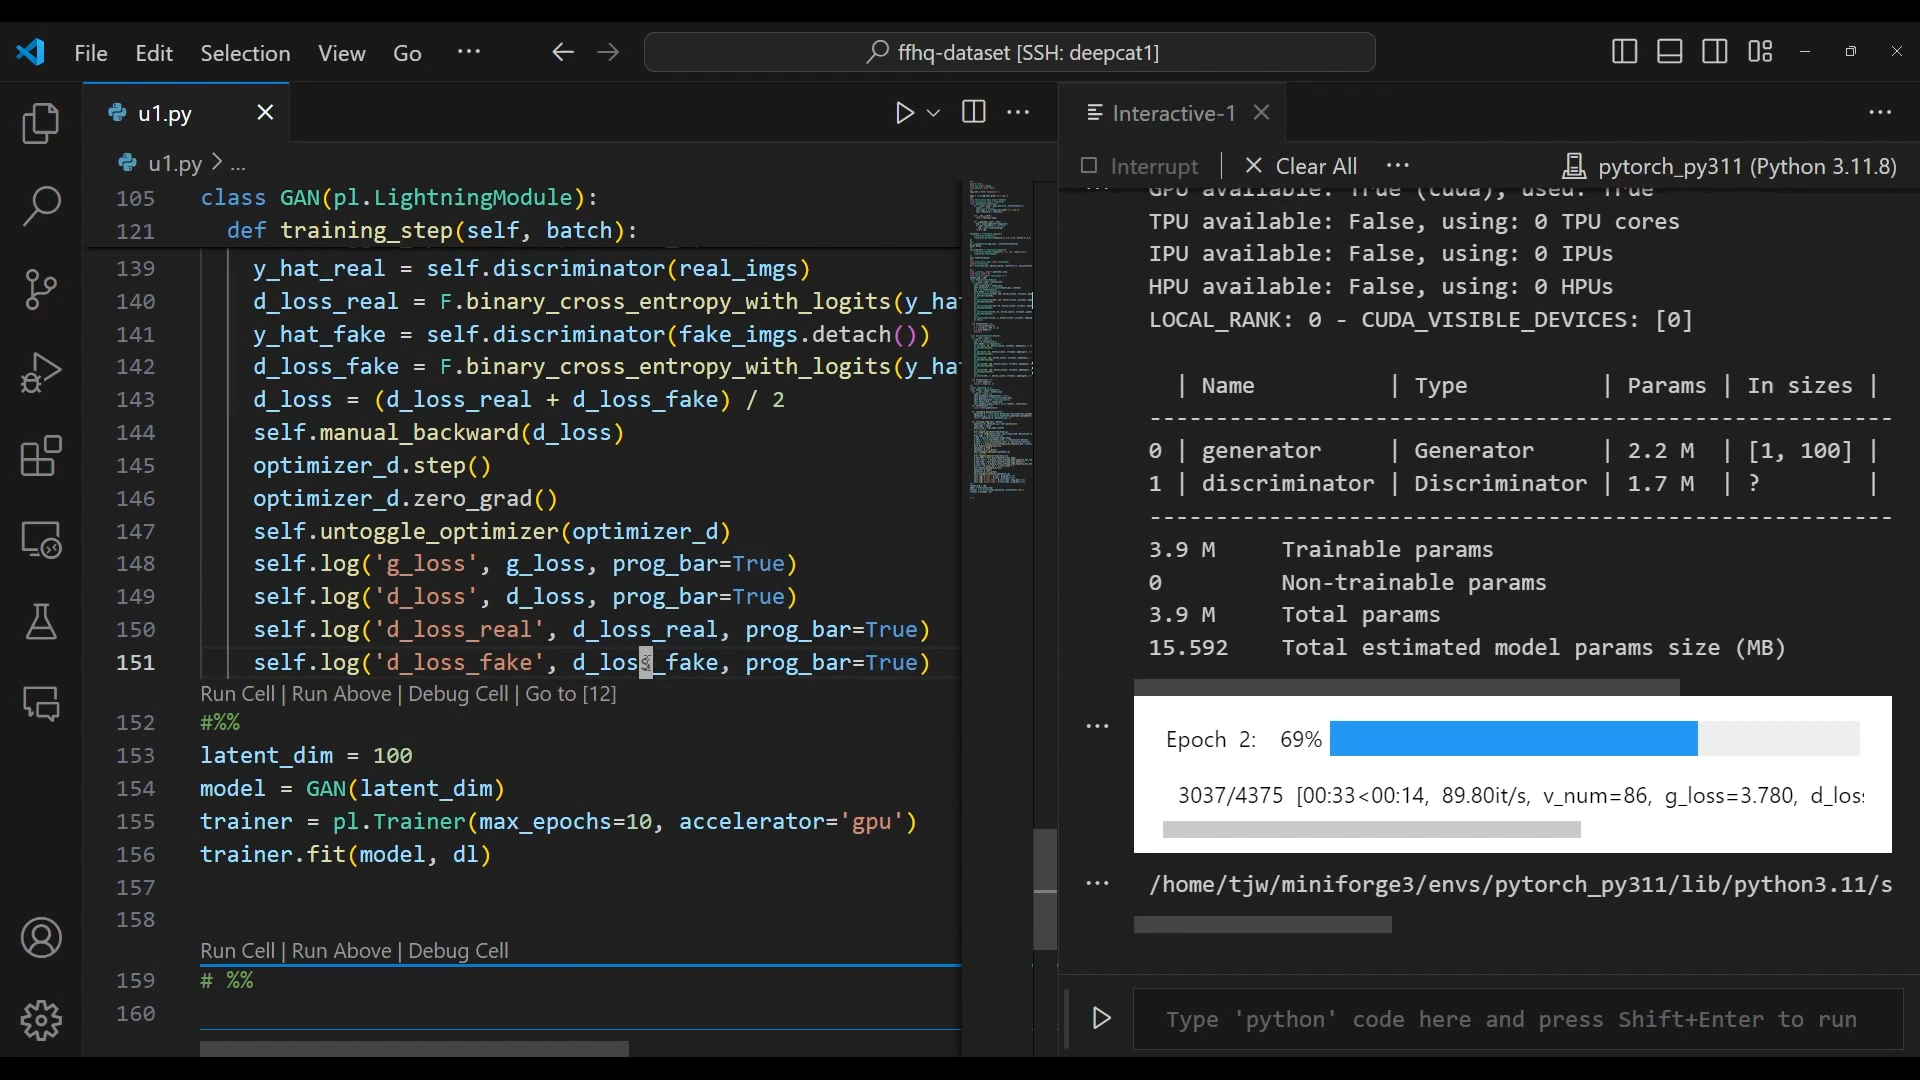 File Edit Selection View Go ...
ffhq-dataset [SSH: deepcat1]
u1.py
u1.py > ...
105 class GAN(pl.LightningModule):
121 def training_step(self, batch):
139 y_hat_real = self.discriminator(real_imgs)
140 d_loss_real = F.binary_cross_entropy_with_logits(y_ha
141 y_hat_fake = self.discriminator(fake_imgs.detach())
142 d_loss_fake = F.binary_cross_entropy_with_logits(y_ha
143 d_loss = (d_loss_real + d_loss_fake) / 2
144 self.manual_backward(d_loss)
145 optimizer_d.step()
146 optimizer_d.zero_grad()
147 self.untoggle_optimizer(optimizer_d)
148 self.log('g_loss', g_loss, prog_bar=True)
149 self.log('d_loss', d_loss, prog_bar=True)
150 self.log('d_loss_real', d_loss_real, prog_bar=True)
151 self.log('d_loss_fake', d_loss_fake, prog_bar=True)
Run Cell | Run Above | Debug Cell | Go to [12]
152 #%%
153 latent_dim = 100
154 model = GAN(latent_dim)
155 trainer = pl.Trainer(max_epochs=10, accelerator='gpu')
156 trainer.fit(model, dl)
157
158
Run Cell | Run Above | Debug Cell
159 # %%
160
Interactive-1
Interrupt | Clear All ... pytorch_py311 (Python 3.11.8)
GPU available: True (cuda), used: True
TPU available: False, using: 0 TPU cores
IPU available: False, using: 0 IPUs
HPU available: False, using: 0 HPUs
LOCAL_RANK: 0 - CUDA_VISIBLE_DEVICES: [0]
| Name | Type | Params | In sizes |
--------------------------------------------------------
0 | generator | Generator | 2.2 M | [1, 100] |
1 | discriminator | Discriminator | 1.7 M | ? |
--------------------------------------------------------
3.9 M Trainable params
0 Non-trainable params
3.9 M Total params
15.592 Total estimated model params size (MB)
Epoch 2: 69%
3037/4375 [00:33<00:14, 89.80it/s, v_num=86, g_loss=3.780, d_los
/home/tjw/miniforge3/envs/pytorch_py311/lib/python3.11/s
Type 'python' code here and press Shift+Enter to run